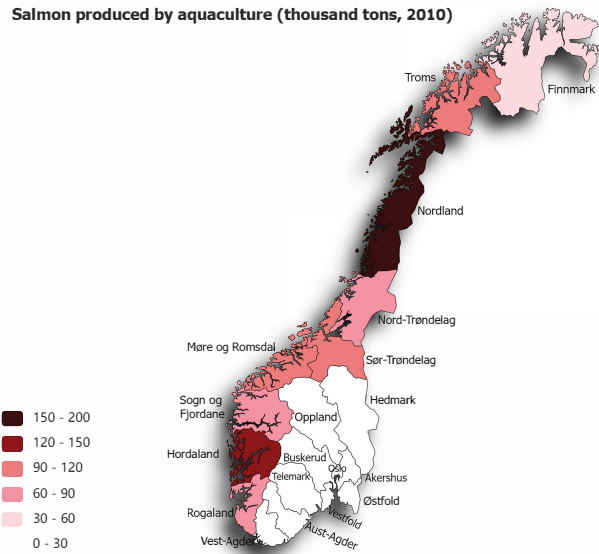 Salmon produced by aquaculture (thousand tons, 2010)
Troms
Finnmark
Nordland
Nord-Trøndelag
Møre og Romsdal
Sør-Trøndelag
Sogn og
Fjordane
Hedmark
Oppland
150 - 200
120 - 150
90 - 120
60 - 90
30 - 60
0 - 30
Hordaland
Buskerud
Oslo
Telemark
Akershus
Østfold
Rogaland
Vestfold
Aust-Agder
Vest-Agder